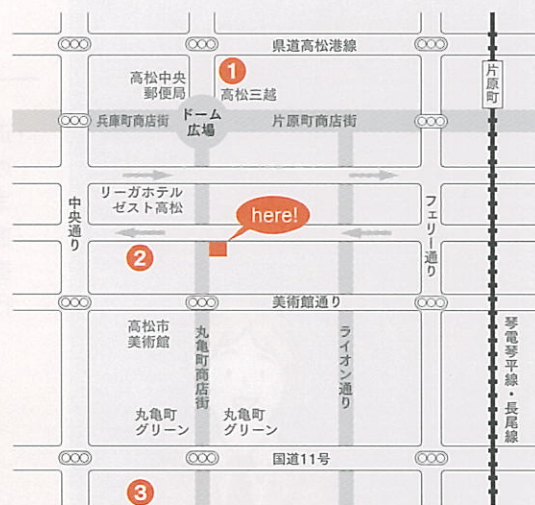 県道高松港線
1
高松中央
郵便局
高松三越
片原町
兵庫町商店街
ドーム
広場
片原町商店街
リーガホテル
ゼスト高松
中央通り
here!
フェリー通り
2
美術館通り
高松市
美術館
丸亀町商店街
ライオン通り
琴電琴平線・長尾線
丸亀町
グリーン
丸亀町
グリーン
国道11号
3